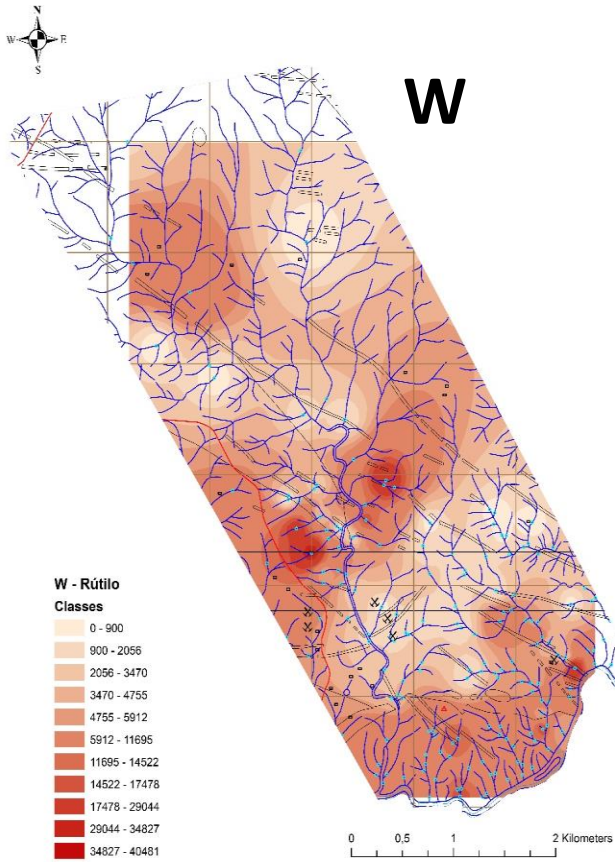 N
W E
S
W
W - Rútilo
Classes
0 - 900
900 - 2056
2056 - 3470
3470 - 4755
4755 - 5912
5912 - 11695
11695 - 14522
14522 - 17478
17478 - 29044
29044 - 34827
34827 - 40481
0 0,5 1 2 Kilometers